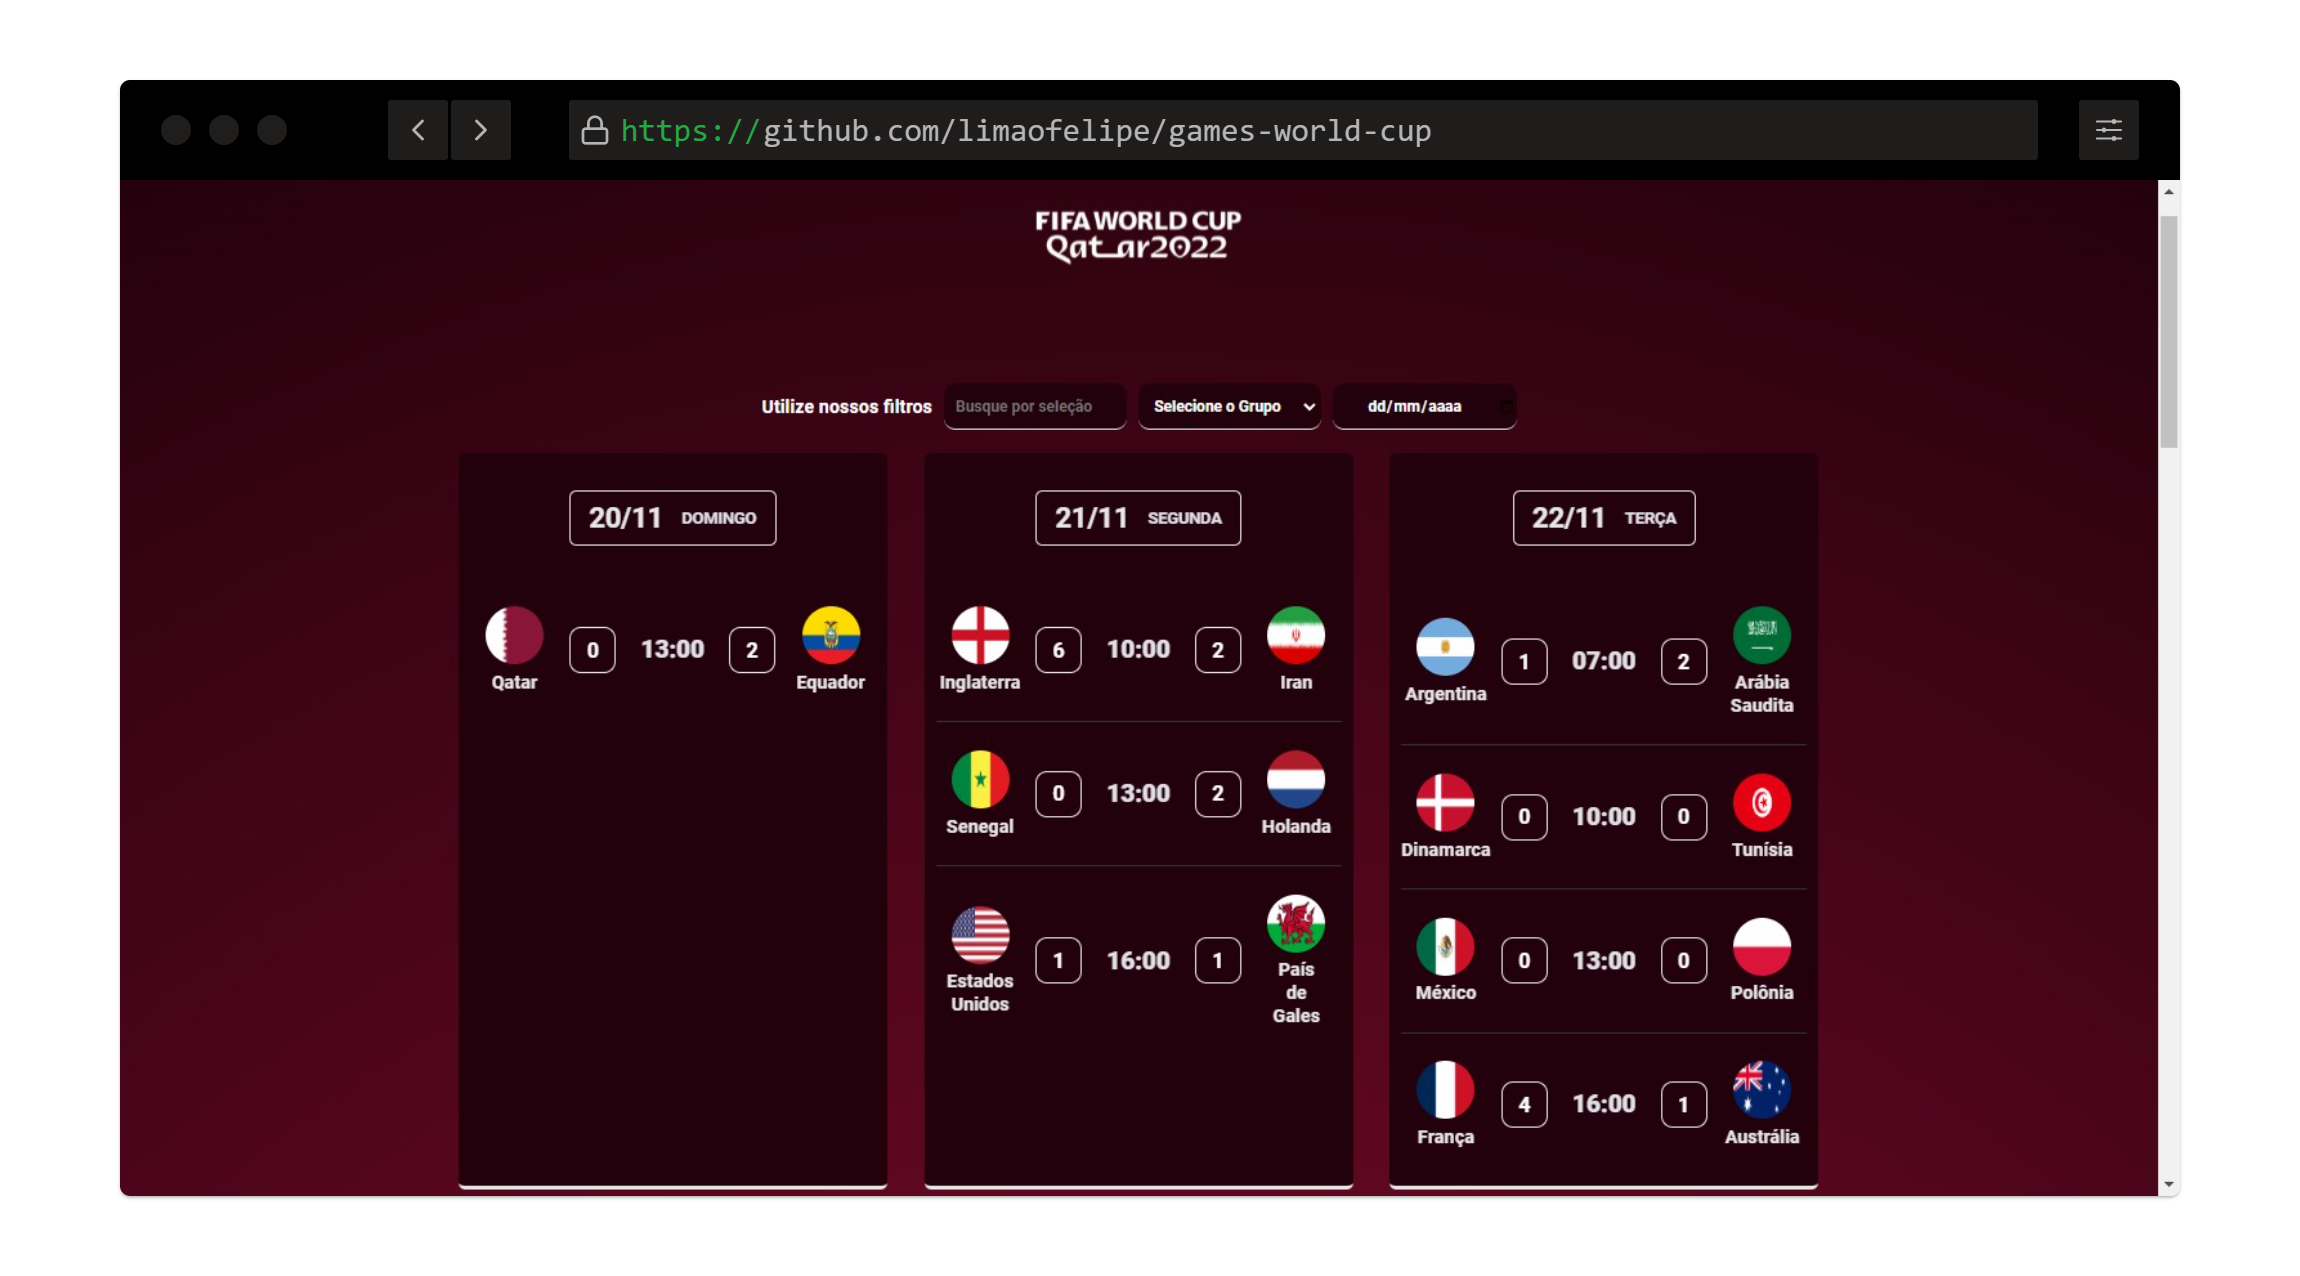 https://github.com/limaofelipe/games-world-cup
FIFA WORLD CUP
Qatar2022
Utilize nossos filtros Busque por seleção Selecione o Grupo dd/mm/aaaa
20/11 DOMINGO
Qatar 0 13:00 2 Equador
21/11 SEGUNDA
Inglaterra 6 10:00 2 Iran
Senegal 0 13:00 2 Holanda
Estados
Unidos
1 16:00 1
País
de
Gales
22/11 TERÇA
Argentina 1 07:00 2
Arábia
Saudita
Dinamarca 0 10:00 0 Tunísia
México 0 13:00 0 Polônia
França 4 16:00 1 Austrália